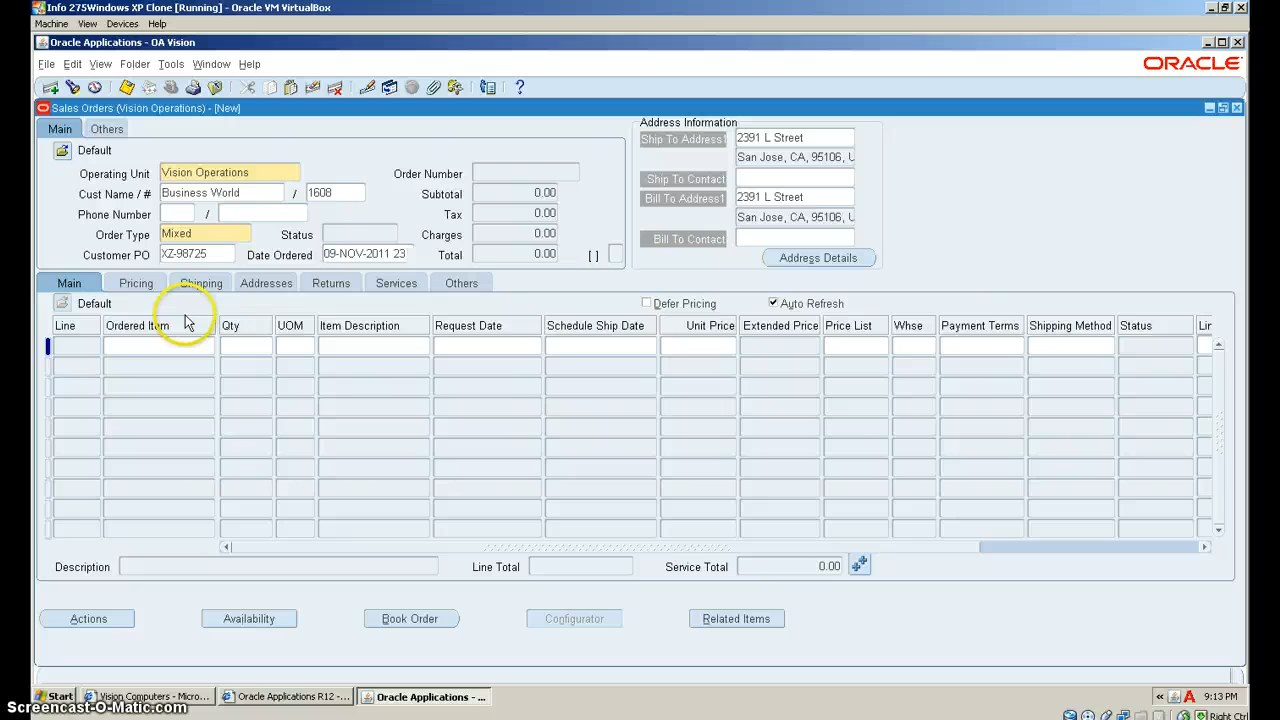 Info 275Windows XP Clone [Running] - Oracle VM VirtualBox
Machine View Devices Help
Oracle Applications - OA Vision
File Edit View Folder Tools Window Help
ORACLE
Sales Orders (Vision Operations) - [New]
Main Others
Default
Operating Unit Vision Operations Order Number
Cust Name / # Business World / 1608 Subtotal 0.00
Phone Number / Tax 0.00
Order Type Mixed Status Charges 0.00
Customer PO XZ-98725 Date Ordered 09-NOV-2011 23 Total 0.00 [ ]
Address Information
Ship To Address1 2391 L Street
San Jose, CA, 95106, U
Ship To Contact
Bill To Address1 2391 L Street
San Jose, CA, 95106, U
Bill To Contact
Address Details
Main Pricing Shipping Addresses Returns Services Others
Default Defer Pricing Auto Refresh
Line Ordered Item Qty UOM Item Description Request Date Schedule Ship Date Unit Price Extended Price Price List Whse Payment Terms Shipping Method Status Lir
Description Line Total Service Total 0.00
Actions Availability Book Order Configurator Related Items
Start Vision Computers - Micro... Oracle Applications R12 -... Oracle Applications - ... « A 9:13 PM
Screencast-O-Matic.com Right Ctrl